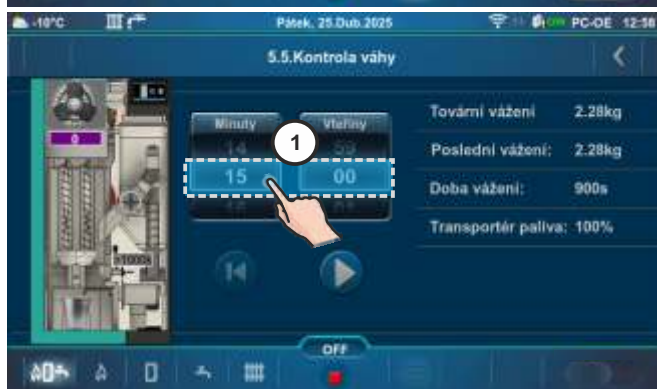 -10°C Pátek, 25.Dub.2025 PC-OE 12:58
5.5.Kontrola váhy
Minuty Vteřiny
14 59
15 00
1
0
+1000s
Tovární vážení 2.28kg
Poslední vážení: 2.28kg
Doba vážení: 900s
Transportér paliva: 100%
OFF